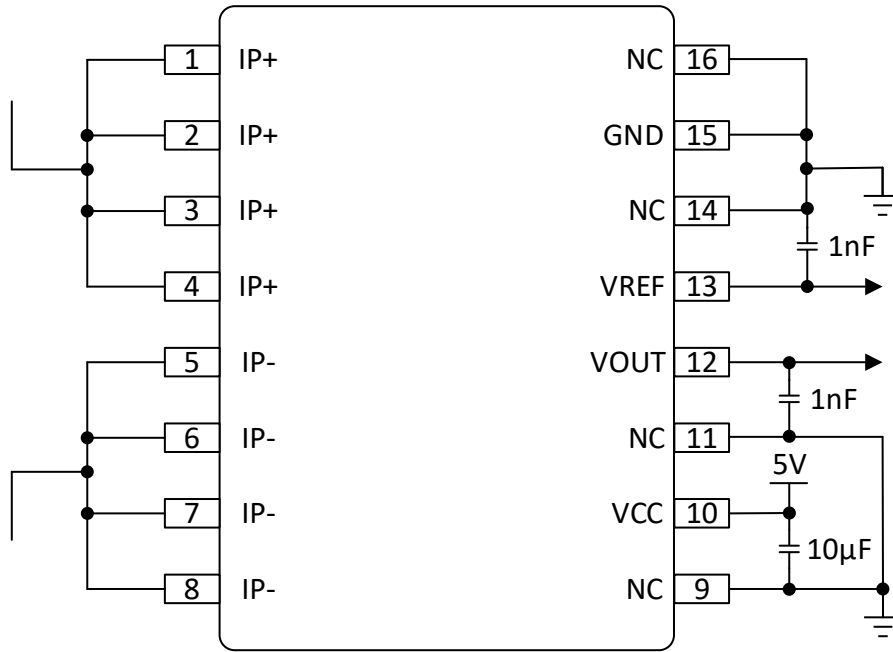 1 IP+ NC 16
2 IP+ GND 15
3 IP+ NC 14
1nF
4 IP+ VREF 13
5 IP- VOUT 12
1nF
6 IP- NC 11
5V
7 IP- VCC 10
10µF
8 IP- NC 9